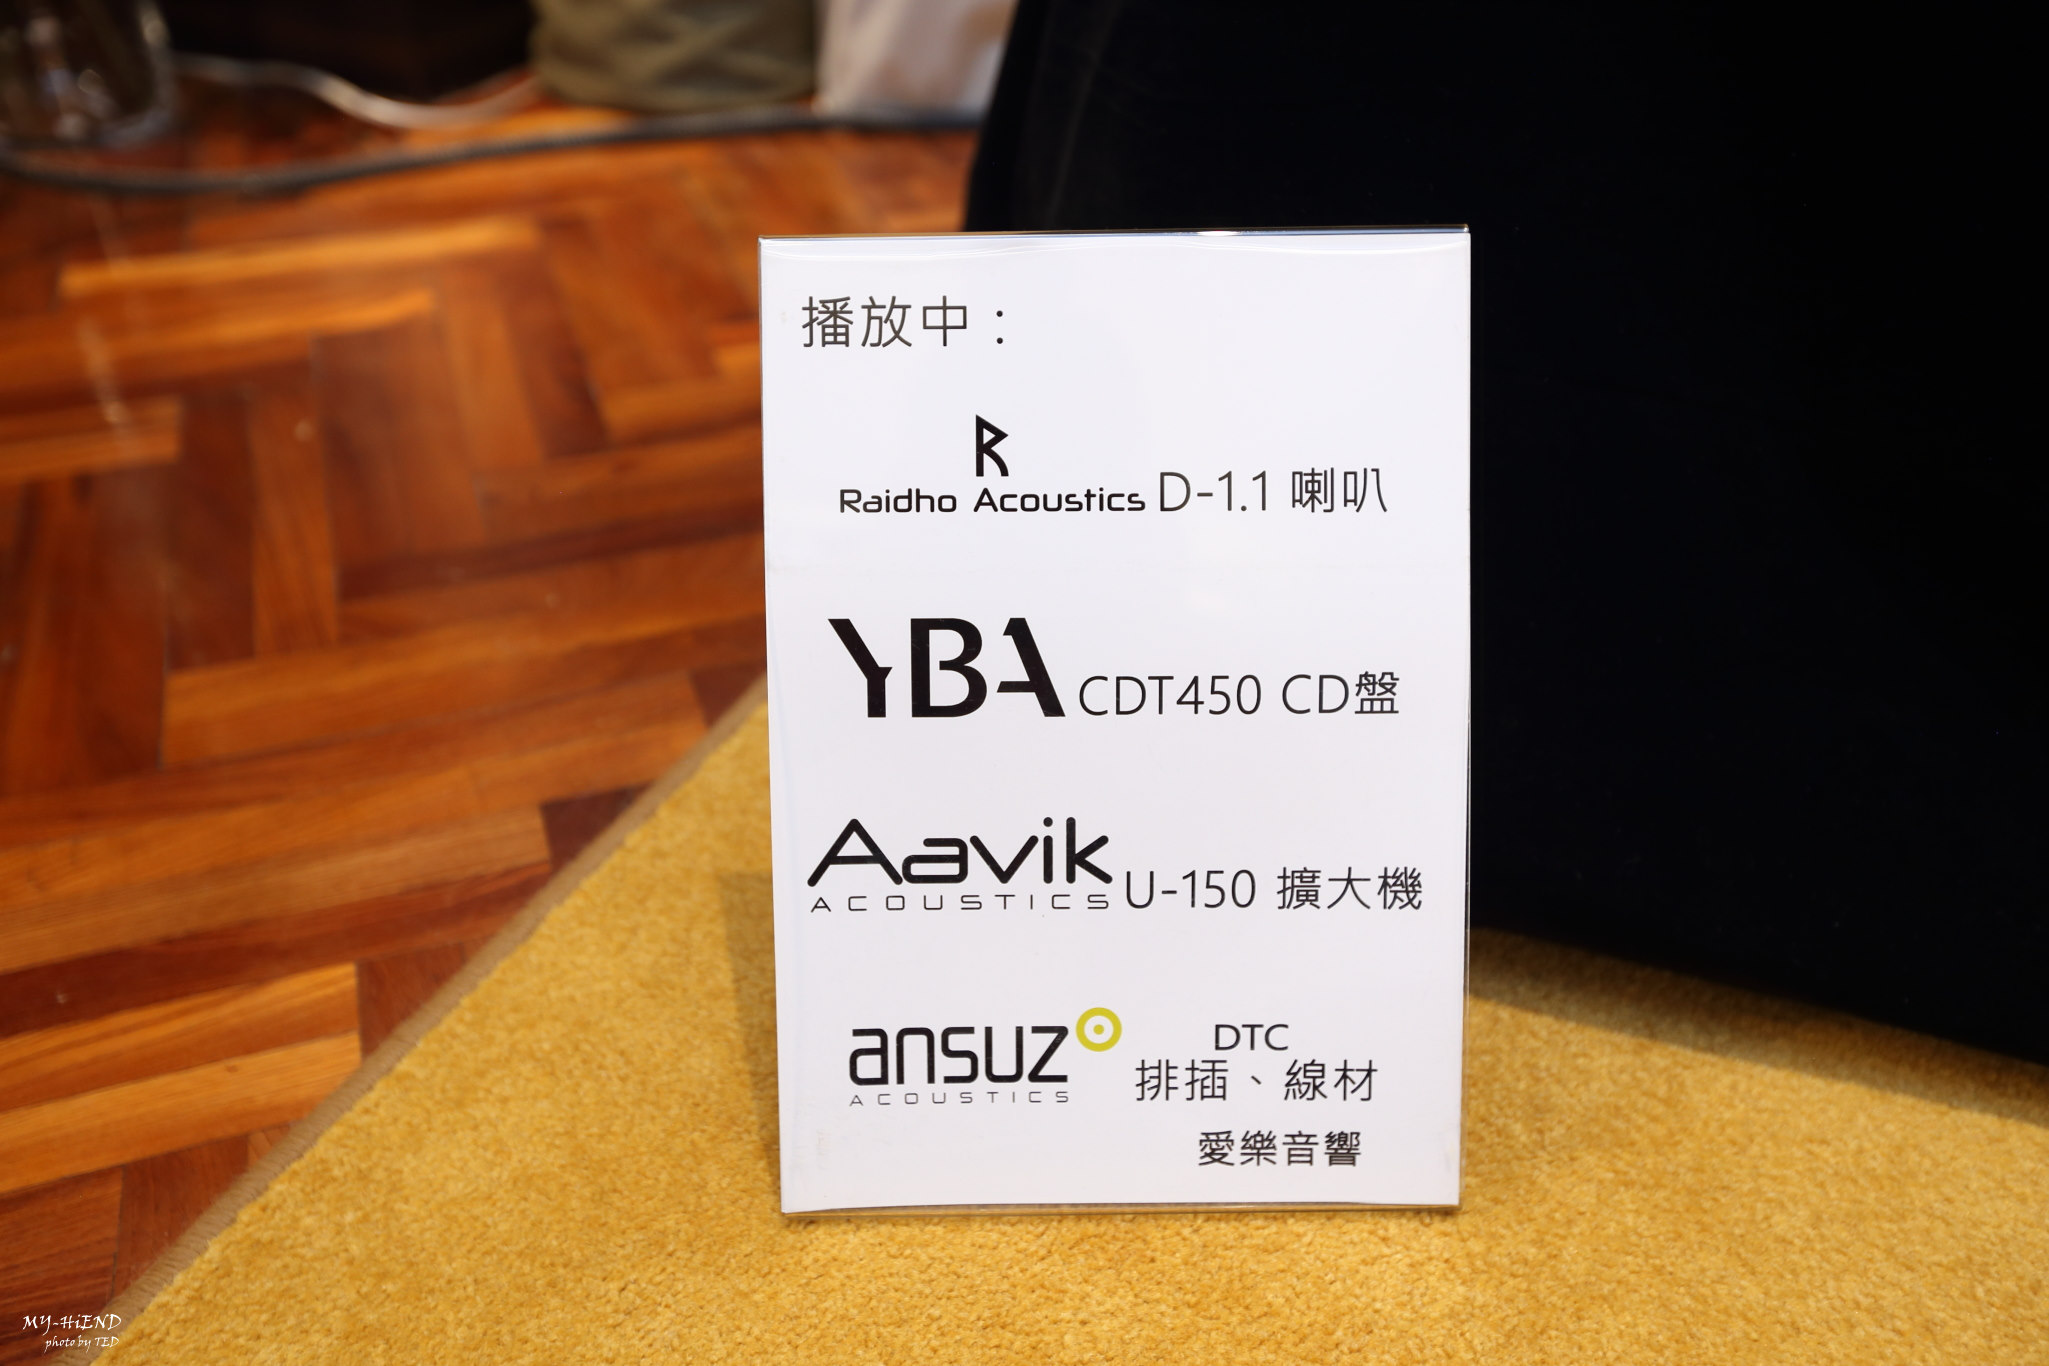 播放中：
R
Raidho Acoustics D-1.1 喇叭
YBA CDT450 CD盤
Aavik
ACOUSTICS U-150 擴大機
ansuz
ACOUSTICS
DTC
排插、線材
愛樂音響
MY-HiEND
photo by TED